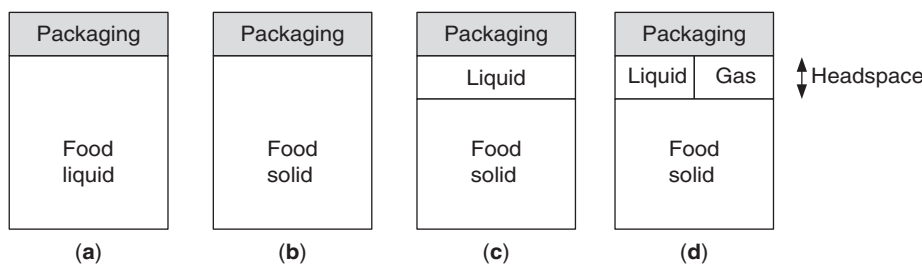 Packaging
Food
liquid
(a)
Packaging
Food
solid
(b)
Packaging
Liquid
Food
solid
(c)
Packaging
Liquid Gas
Headspace
Food
solid
(d)